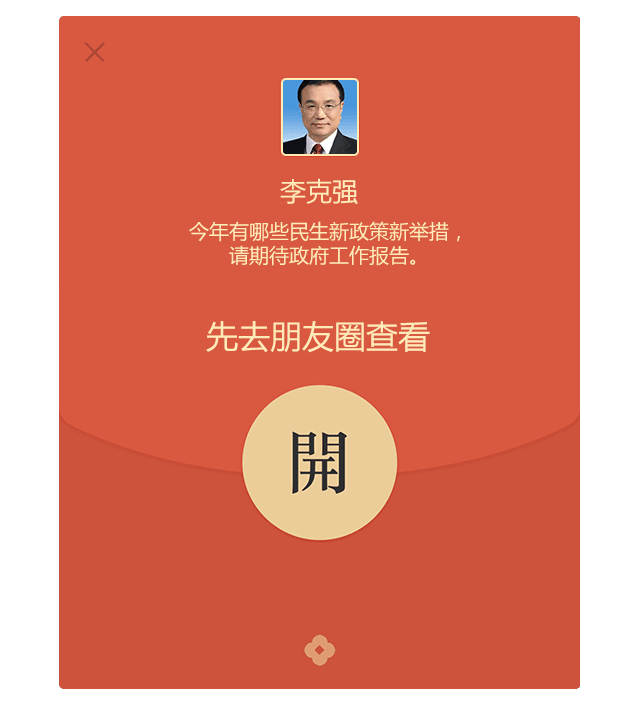 李克强
今年有哪些民生新政策新举措，
请期待政府工作报告。
先去朋友圈查看
開